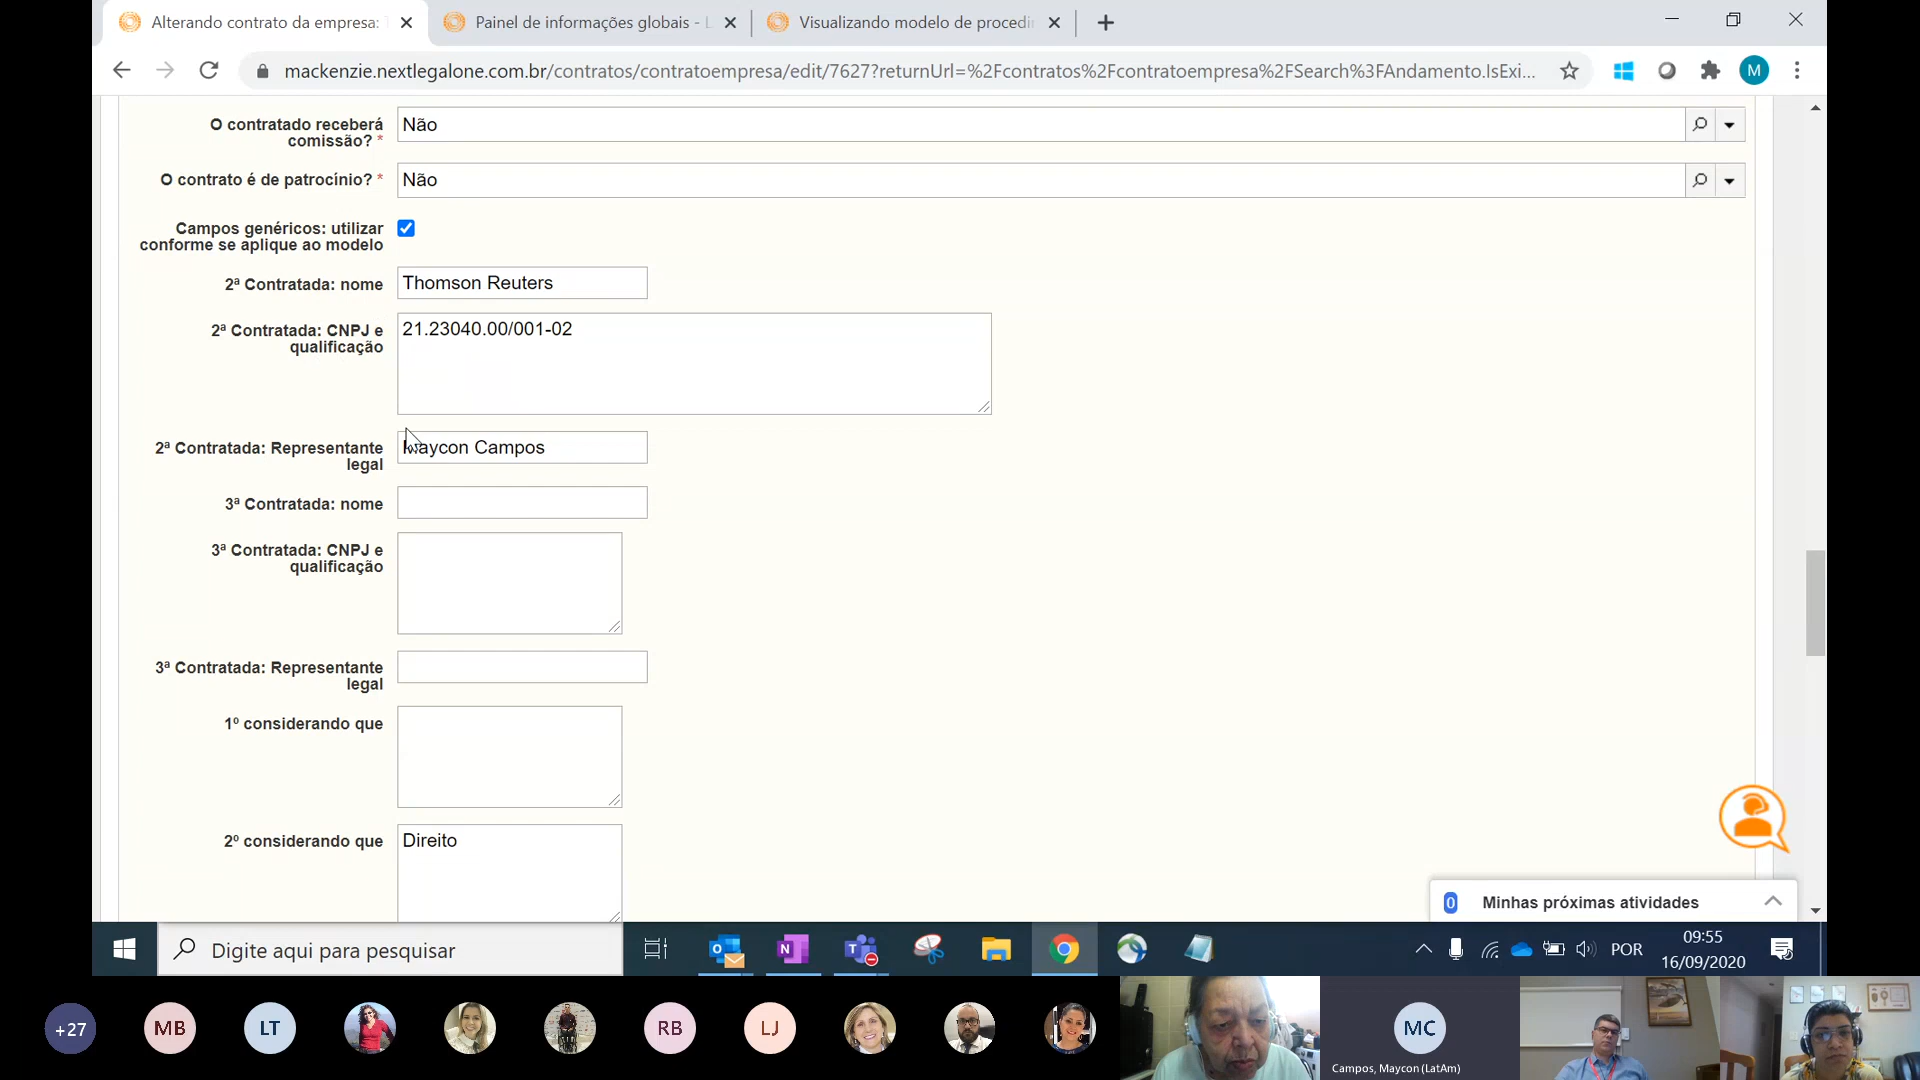 Alterando contrato da empresa:
Painel de informações globais - L
Visualizando modelo de procedi
mackenzie.nextlegalone.com.br/contratos/contratoempresa/edit/7627?returnUrl=%2Fcontratos%2Fcontratoempresa%2FSearch%3FAndamento.IsExi...
M
O contratado receberá
comissão? *
Não
O contrato é de patrocínio? *
Não
Campos genéricos: utilizar
conforme se aplique ao modelo
2ª Contratada: nome
Thomson Reuters
2ª Contratada: CNPJ e
qualificação
21.23040.00/001-02
2ª Contratada: Representante
legal
Maycon Campos
3ª Contratada: nome
3ª Contratada: CNPJ e
qualificação
3ª Contratada: Representante
legal
1º considerando que
2º considerando que
Direito
0 Minhas próximas atividades
Digite aqui para pesquisar
POR
09:55
16/09/2020
+27
MB
LT
RB
LJ
MC
Campos, Maycon (LatAm)